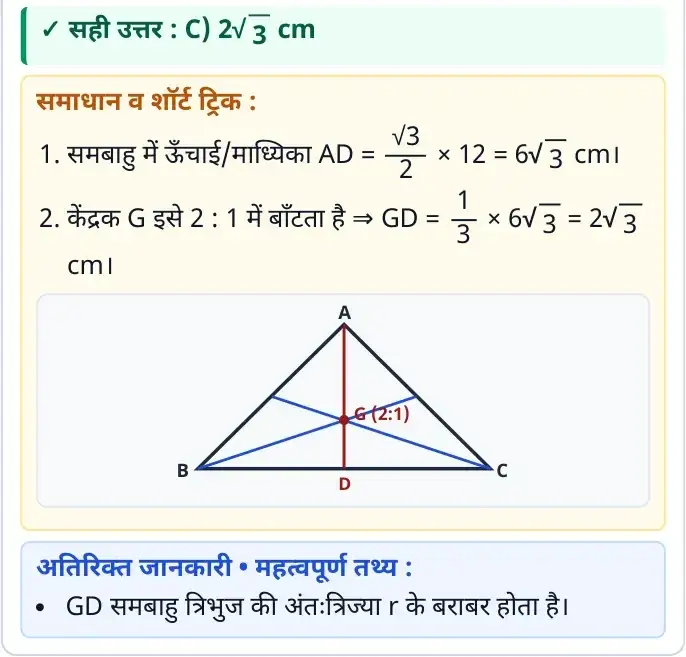 ✓ सही उत्तर : C) 2√3 cm
समाधान व शॉर्ट ट्रिक :
1. समबाहु में ऊँचाई/माध्यिका AD = √3/2 × 12 = 6√3 cm।
2. केंद्रक G इसे 2 : 1 में बाँटता है ⇒ GD = 1/3 × 6√3 = 2√3
cm।
A
G (2:1)
B
C
D
अतिरिक्त जानकारी • महत्वपूर्ण तथ्य :
• GD समबाहु त्रिभुज की अंतःत्रिज्या r के बराबर होता है।